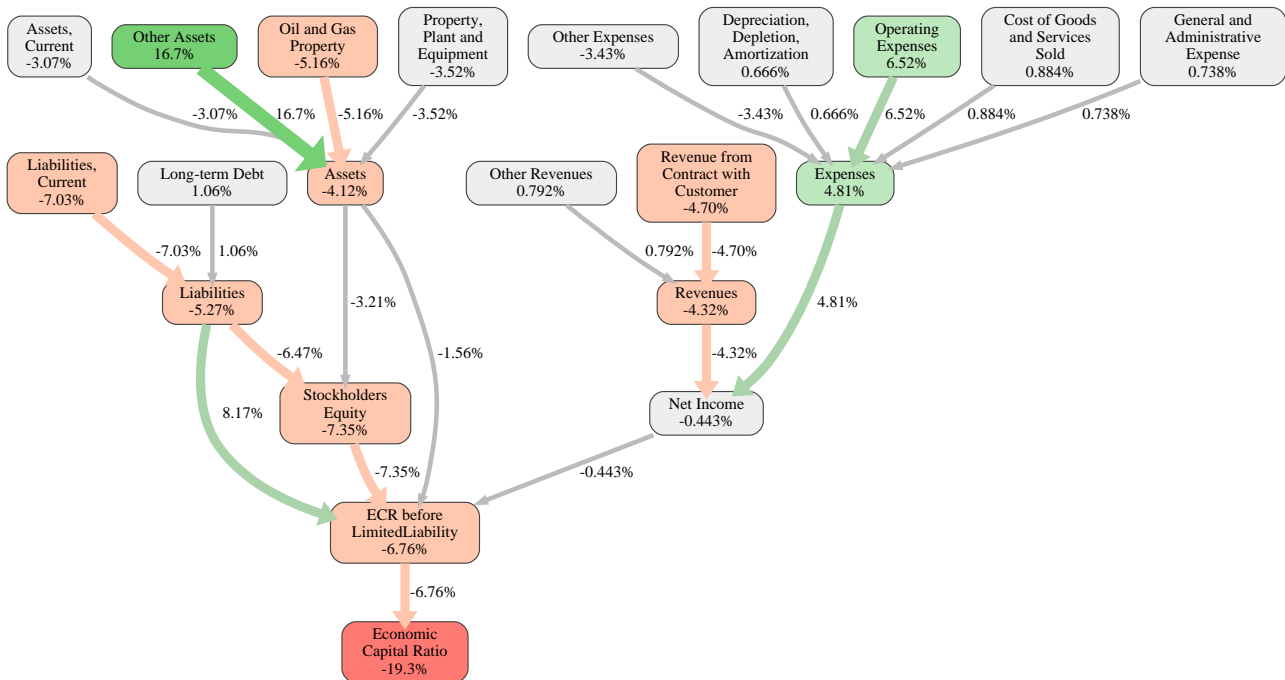 Assets,
Current
-3.07%
Other Assets
16.7%
Oil and Gas
Property
-5.16%
Property,
Plant and
Equipment
-3.52%
Other Expenses
-3.43%
Depreciation,
Depletion,
Amortization
0.666%
Operating
Expenses
6.52%
Cost of Goods
and Services
Sold
0.884%
General and
Administrative
Expense
0.738%
-3.07%
16.7%
-5.16%
-3.52%
-3.43%
0.666%
6.52%
0.884%
0.738%
Liabilities,
Current
-7.03%
Long-term Debt
1.06%
Assets
-4.12%
Other Revenues
0.792%
Revenue from
Contract with
Customer
-4.70%
Expenses
4.81%
-7.03%
1.06%
0.792%
-4.70%
Liabilities
-5.27%
-3.21%
Revenues
-4.32%
4.81%
-6.47%
-1.56%
-4.32%
8.17%
Stockholders
Equity
-7.35%
Net Income
-0.443%
-7.35%
-0.443%
ECR before
LimitedLiability
-6.76%
-6.76%
Economic
Capital Ratio
-19.3%